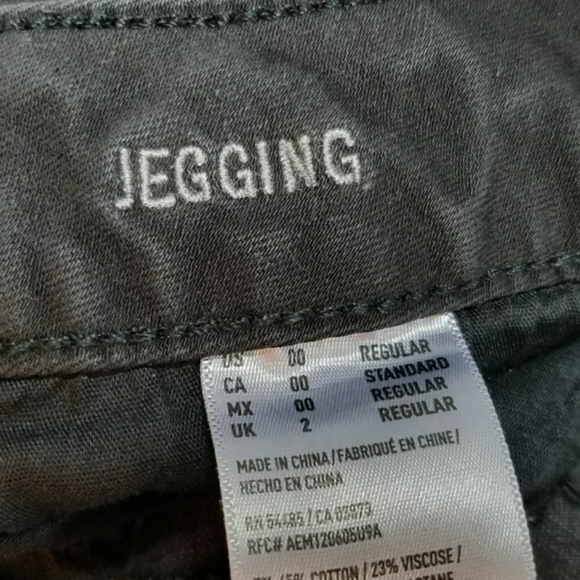 JEGGING
US 00 REGULAR
CA 00 STANDARD
MX 00 REGULAR
UK 2 REGULAR
MADE IN CHINA/FABRIQUÉ EN CHINE/
HECHO EN CHINA
RN 54485 / CA 03873
RFC# AEM120605U9A
COTTON / 23% VISCOSE /